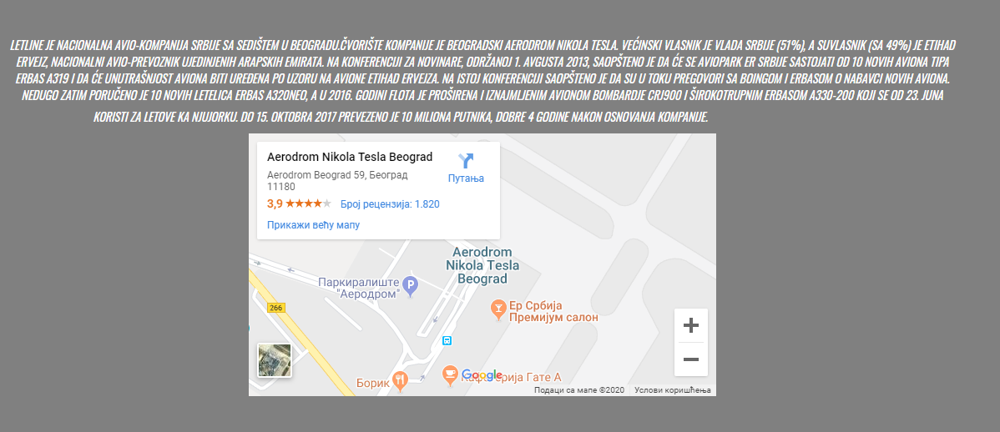 LETLINE JE NACIONALNA AVIO-KOMPANIJA SRBIJE SA SEDIŠTEM U BEOGRADU.ČVORIŠTE KOMPANIJE JE BEOGRADSKI AERODROM NIKOLA TESLA. VEĆINSKI VLASNIK JE VLADA SRBIJE (51%), A SUVLASNIK (SA 49%) JE ETIHAD
ERVEJZ, NACIONALNI AVIO-PREVOZNIK UJEDINJENIH ARAPSKIH EMIRATA. NA KONFERENCIJI ZA NOVINARE, ODRŽANOJ 1. AVGUSTA 2013, SAOPŠTENO JE DA ĆE SE AVIOPARK ER SRBIJE SASTOJATI OD 10 NOVIH AVIONA TIPA
ERBAS A319 I DA ĆE UNUTRAŠNJOST AVIONA BITI UREĐENA PO UZORU NA AVIONE ETIHAD ERVEJZA. NA ISTOJ KONFERENCIJI SAOPŠTENO JE DA SU U TOKU PREGOVORI SA BOINGOM I ERBASOM O NABAVCI NOVIH AVIONA.
NEDUGO ZATIM PORUČENO JE 10 NOVIH LETELICA ERBAS A320NEO, A U 2016. GODINI FLOTA JE PROŠIRENA I IZNAJMLJENIM AVIONOM BOMBARDJE CRJ900 I ŠIROKOTRUPNIM ERBASOM A330-200 KOJI SE OD 23. JUNA
KORISTI ZA LETOVE KA NJUJORKU. DO 15. OKTOBRA 2017 PREVEZENO JE 10 MILIONA PUTNIKA, DOBRE 4 GODINE NAKON OSNOVANJA KOMPANIJE.
Aerodrom Nikola Tesla Beograd
Aerodrom Beograd 59, Београд
11180
Путања
3,9 Број рецензија: 1.820
Прикажи већу мапу
Aerodrom
Nikola Tesla
Beograd
Паркиралиште
"Аеродром"
P
Ер Србија
Премијум салон
266
Борик
Google
Гате А
Подаци са мапе ©2020 Услови коришћења